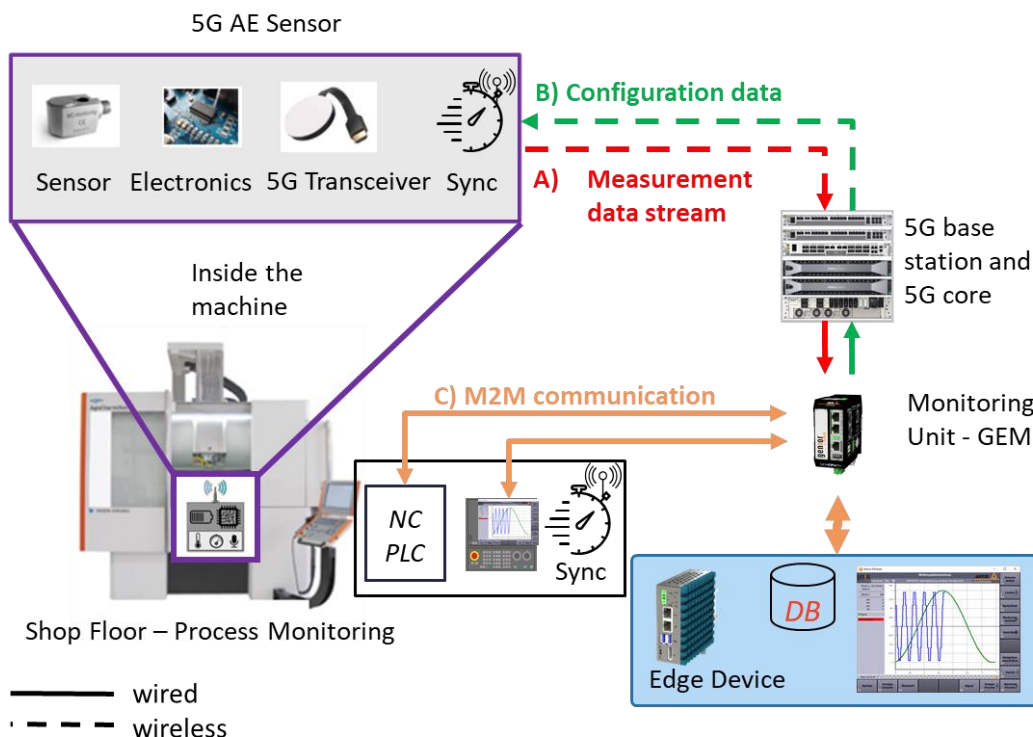 5G AE Sensor
B) Configuration data
Sensor
Electronics
5G Transceiver
Sync
A) Measurement
data stream
5G base
station and
5G core
Inside the
machine
C) M2M communication
Monitoring
Unit - GEM
NC
PLC
Sync
DB
Edge Device
Shop Floor – Process Monitoring
wired
wireless